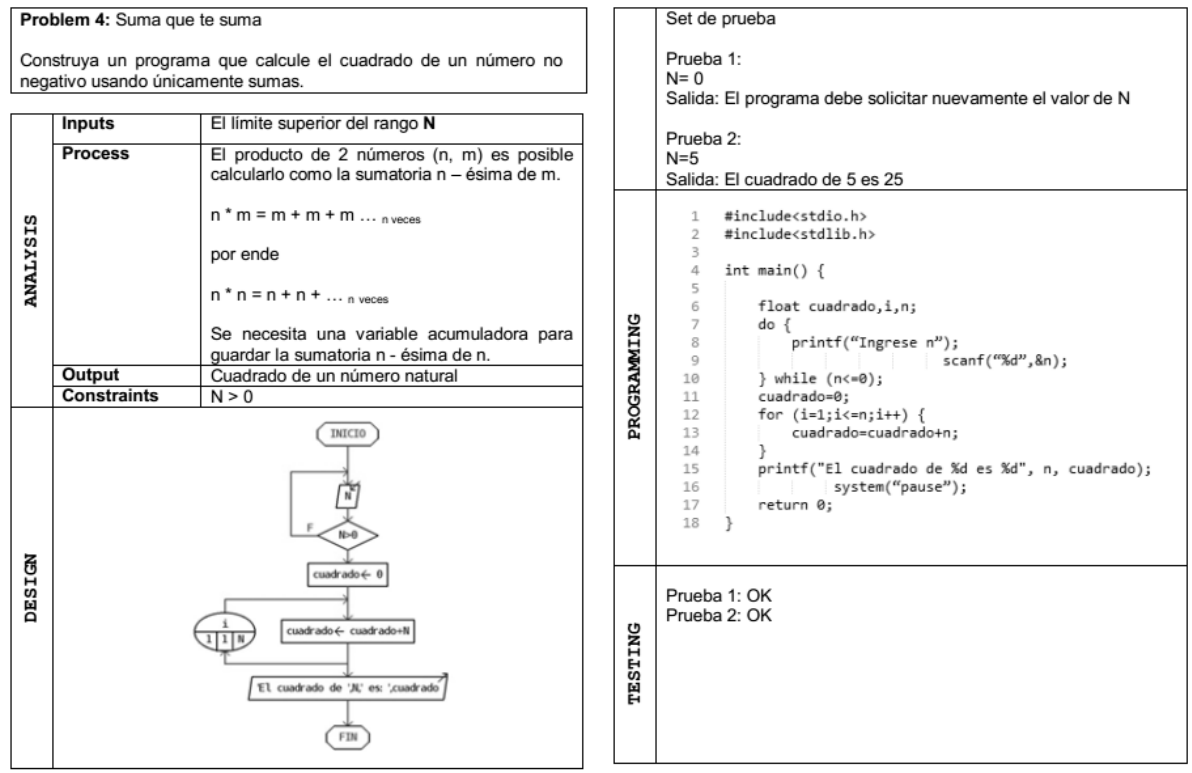 Problem 4: Suma que te suma
Construya un programa que calcule el cuadrado de un número no
negativo usando únicamente sumas.
ANALYSIS
Inputs
El límite superior del rango N
Process
El producto de 2 números (n, m) es posible
calcularlo como la sumatoria n – ésima de m.
n * m = m + m + m … n veces
por ende
n * n = n + n + … n veces
Se necesita una variable acumuladora para
guardar la sumatoria n - ésima de n.
Output
Cuadrado de un número natural
Constraints
N > 0
DESIGN
INICIO
N
F
N>0
cuadrado← 0
i
1 1 N
cuadrado← cuadrado+N
'El cuadrado de ',N,' es: ',cuadrado
FIN
Set de prueba
Prueba 1:
N= 0
Salida: El programa debe solicitar nuevamente el valor de N
Prueba 2:
N=5
Salida: El cuadrado de 5 es 25
PROGRAMMING
1 #include<stdio.h>
2 #include<stdlib.h>
3
4 int main() {
5
6 float cuadrado,i,n;
7 do {
8 printf(“Ingrese n”);
9 scanf(“%d”,&n);
10 } while (n<=0);
11 cuadrado=0;
12 for (i=1;i<=n;i++) {
13 cuadrado=cuadrado+n;
14 }
15 printf("El cuadrado de %d es %d", n, cuadrado);
16 system(“pause”);
17 return 0;
18 }
TESTING
Prueba 1: OK
Prueba 2: OK